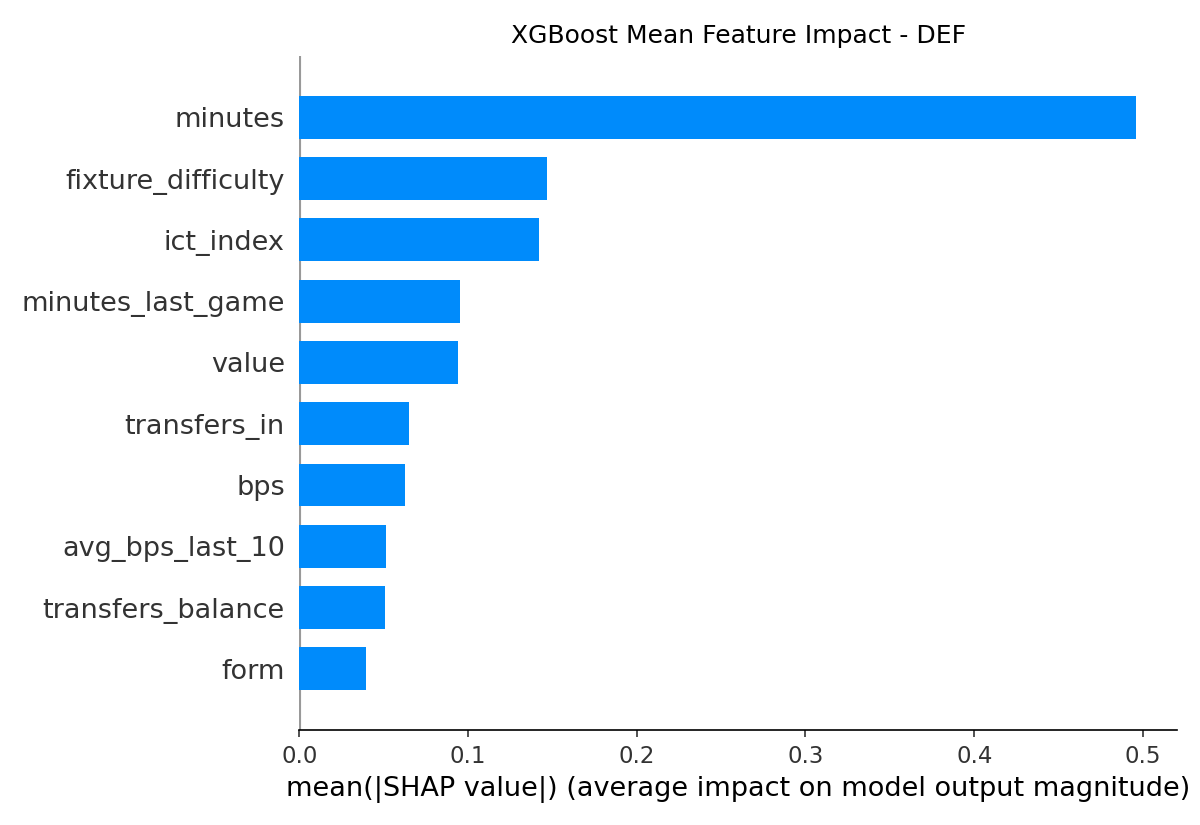 XGBoost Mean Feature Impact - DEF
minutes
fixture_difficulty
ict_index
minutes_last_game
value
transfers_in
bps
avg_bps_last_10
transfers_balance
form
0.0 0.1 0.2 0.3 0.4 0.5
mean(|SHAP value|) (average impact on model output magnitude)